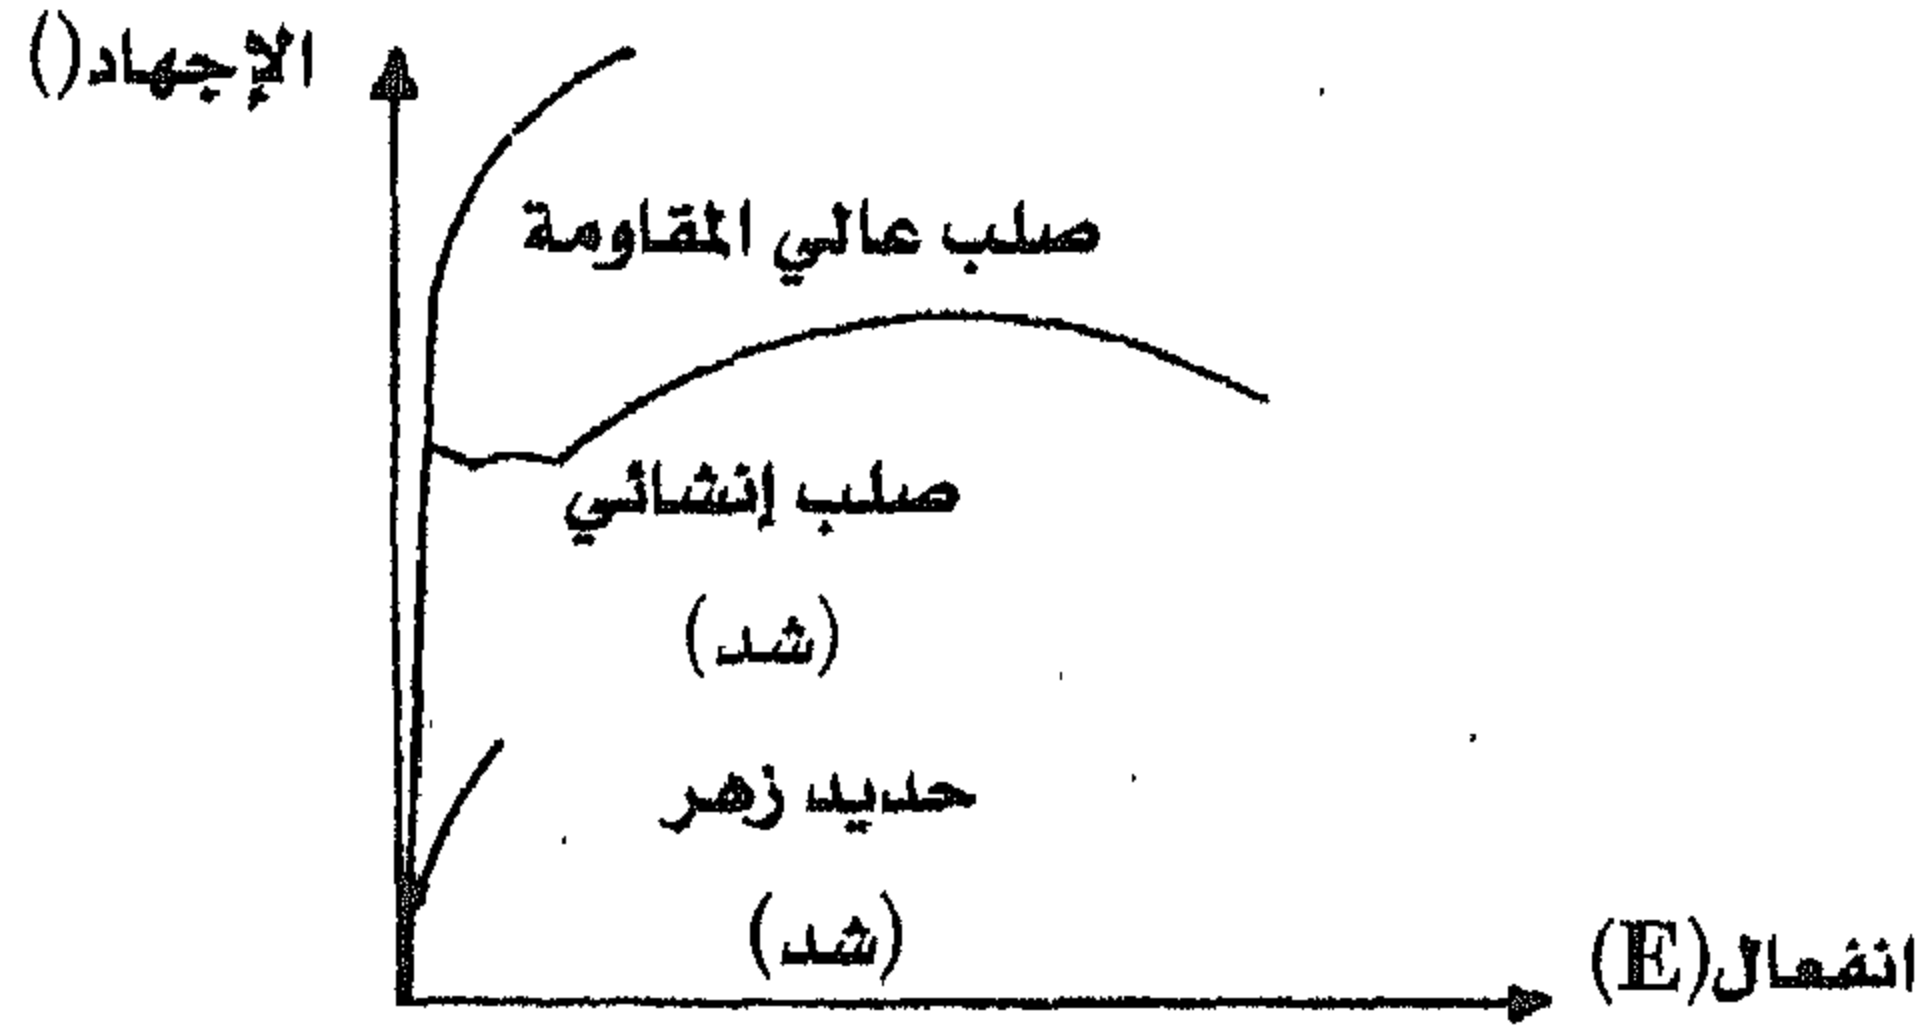 الإجهاد()
صلب عالي المقاومة
صلب إنشائي
(شد)
حديد زهر
(شد)
انفعال(E)